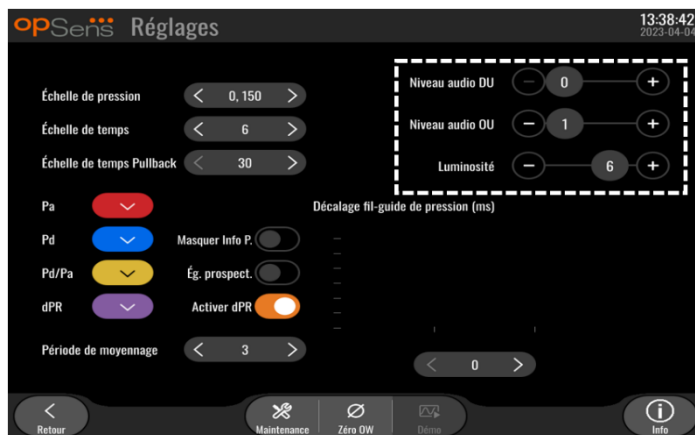 opSens Réglages
13:38:42
2023-04-04
Échelle de pression < 0, 150 >
Échelle de temps < 6 >
Échelle de temps Pullback < 30 >
Niveau audio DU − 0 +
Niveau audio OU − 1 +
Luminosité − 6 +
Pa
Pd
Pd/Pa
dPR
Masquer Info P.
Ég. prospect.
Activer dPR
Décalage fil-guide de pression (ms)
Période de moyennage < 3 >
< 0 >
Retour
Maintenance
Zéro OW
Démo
Info